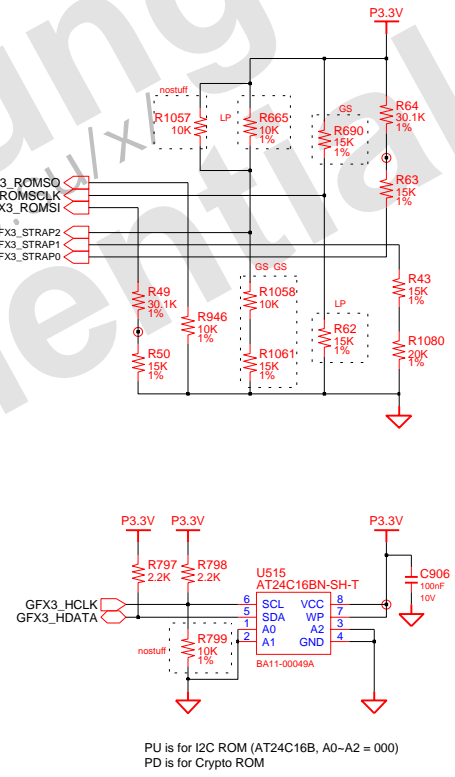 P3.3V
nostuff
R1057
10K
LP
R665
10K
1%
GS
R690
15K
1%
R64
30.1K
1%
R63
15K
1%
3_ROMSO
ROMSCLK
X3_ROMSI
FX3_STRAP2
FX3_STRAP1
FX3_STRAP0
GS GS
R49
30.1K
1%
R946
10K
1%
R1058
10K
LP
R43
15K
1%
R50
15K
1%
R1061
15K
1%
R62
15K
1%
R1080
20K
1%
P3.3V P3.3V P3.3V
R797
2.2K
R798
2.2K
U515
AT24C16BN-SH-T
C906
100nF
10V
GFX3_HCLK
GFX3_HDATA
6 SCL VCC 8
5 SDA WP 7
1 A0 A2 3
2 A1 GND 4
nostuff
R799
10K
1%
BA11-00049A
PU is for I2C ROM (AT24C16B, A0~A2 = 000)
PD is for Crypto ROM